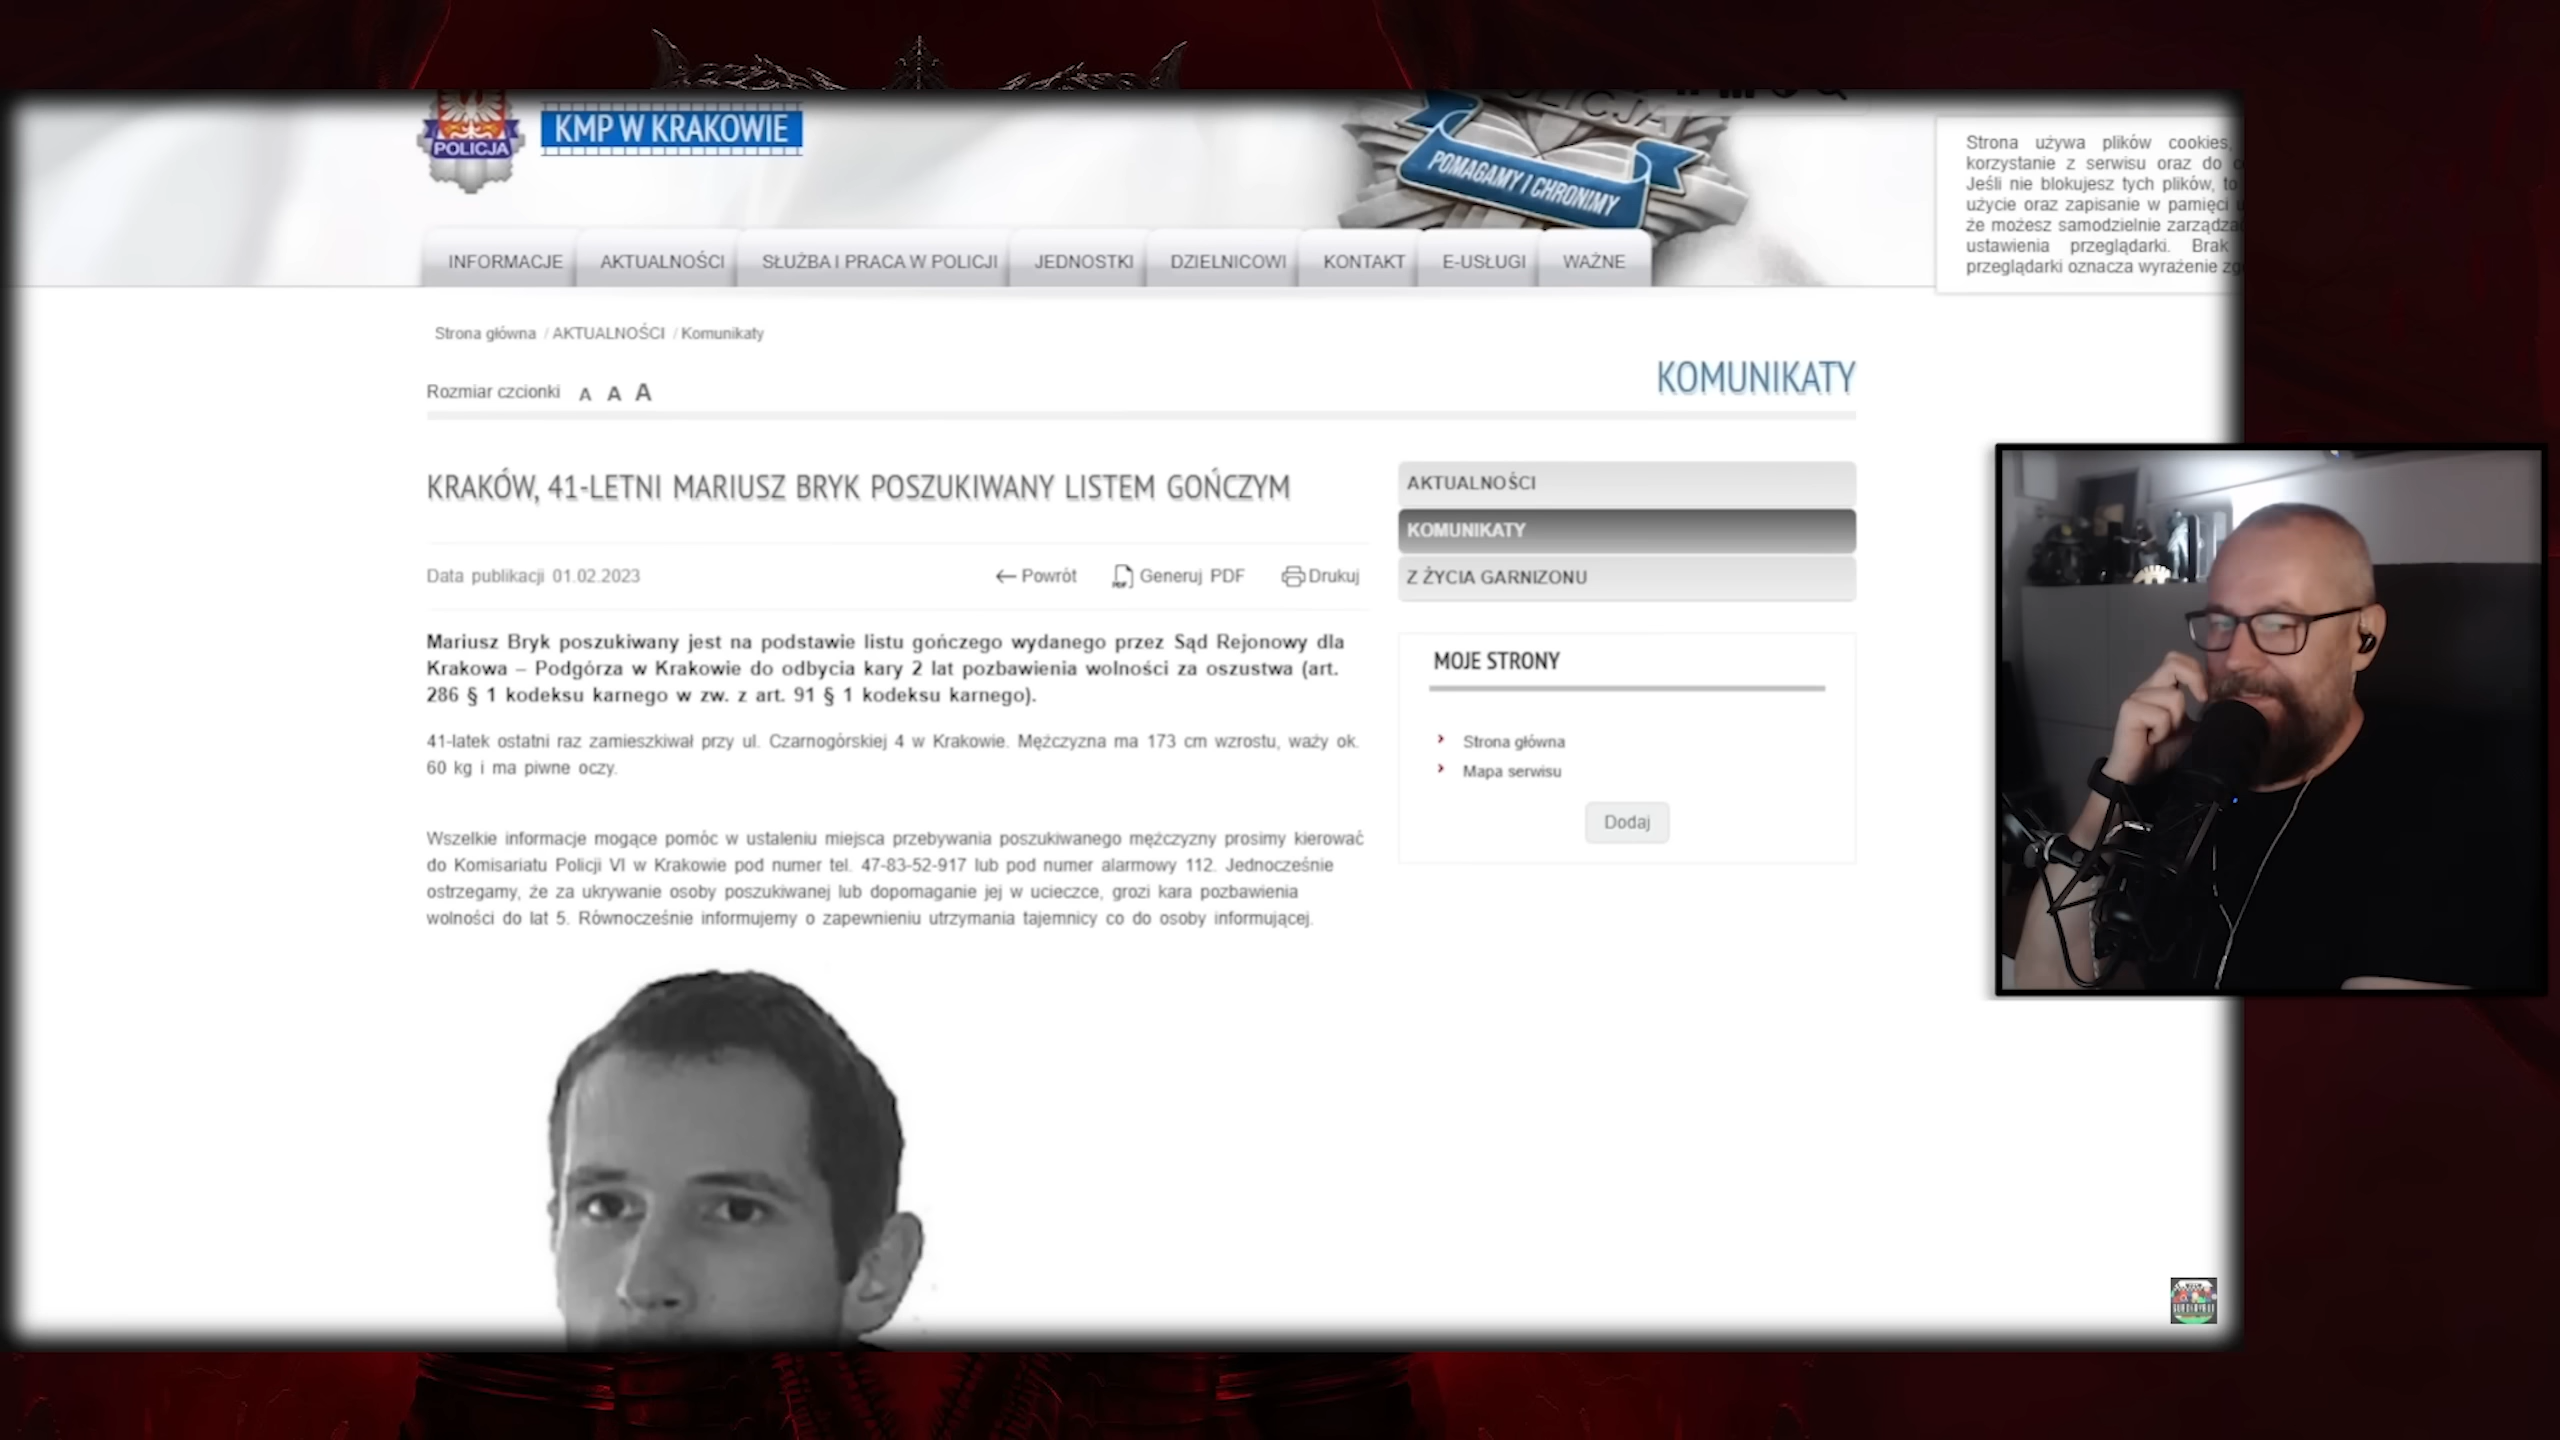 POLICJA
KMP W KRAKOWIE
POLICJA
POMAGAMY I CHRONIMY
Strona używa plików cookies,
korzystanie z serwisu oraz do
Jeśli nie blokujesz tych plików, to
użycie oraz zapisanie w pamięci
że możesz samodzielnie
ustawienia przeglądarki. Brak
przeglądarki oznacza wyrażenie
INFORMACJE AKTUALNOŚCI SŁUŻBA I PRACA W POLICJI JEDNOSTKI DZIELNICOWI KONTAKT E-USŁUGI WAŻNE
Strona główna / AKTUALNOŚCI / Komunikaty
KOMUNIKATY
Rozmiar czcionki A A A
KRAKÓW, 41-LETNI MARIUSZ BRYK POSZUKIWANY LISTEM GOŃCZYM
Data publikacji 01.02.2023 Powrót Generuj PDF Drukuj
Mariusz Bryk poszukiwany jest na podstawie listu gończego wydanego przez Sąd Rejonowy dla
Krakowa – Podgórza w Krakowie do odbycia kary 2 lat pozbawienia wolności za oszustwa (art.
286 § 1 kodeksu karnego w zw. z art. 91 § 1 kodeksu karnego).
41-latek ostatni raz zamieszkiwał przy ul. Czarnogórskiej 4 w Krakowie. Mężczyzna ma 173 cm wzrostu, waży ok.
60 kg i ma piwne oczy.
Wszelkie informacje mogące pomóc w ustaleniu miejsca przebywania poszukiwanego mężczyzny prosimy kierować
do Komisariatu Policji VI w Krakowie pod numer tel. 47-83-52-917 lub pod numer alarmowy 112. Jednocześnie
ostrzegamy, że za ukrywanie osoby poszukiwanej lub dopomaganie jej w ucieczce, grozi kara pozbawienia
wolności do lat 5. Równocześnie informujemy o zapewnieniu utrzymania tajemnicy co do osoby informującej.
AKTUALNOŚCI
KOMUNIKATY
Z ŻYCIA GARNIZONU
MOJE STRONY
Strona główna
Mapa serwisu
Dodaj